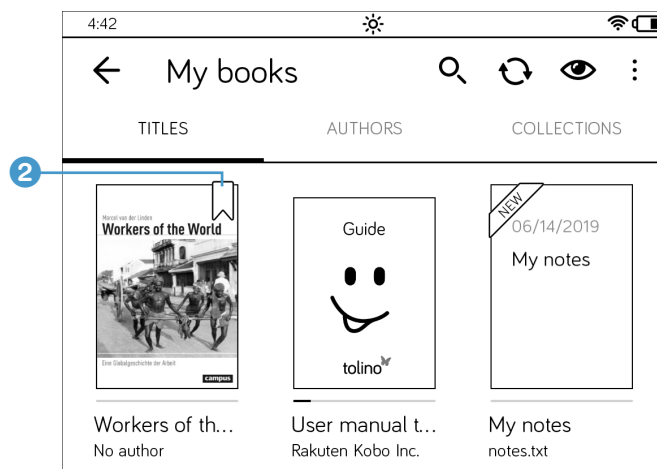 4:42
My books
TITLES AUTHORS COLLECTIONS
2
Marcel van der Linden
Workers of the World
Eine Globalgeschichte der Arbeit
campus
Guide
tolino
NEW
06/14/2019
My notes
Workers of th... User manual t... My notes
No author Rakuten Kobo Inc. notes.txt